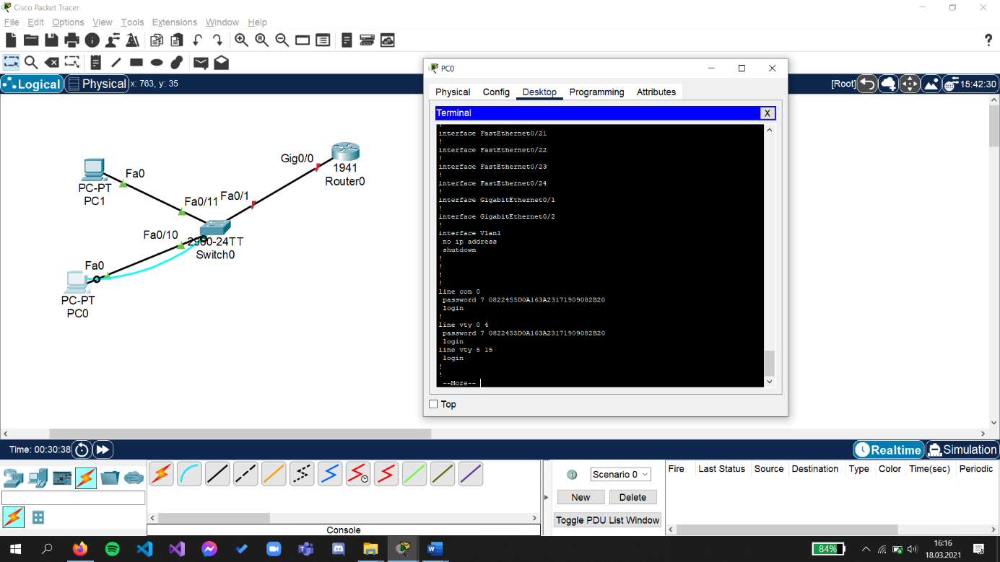 Cisco Packet Tracer
File Edit Options View Tools Extensions Window Help
Logical Physical x: 763, y: 35
[Root] 15:42:30
PC0
Physical Config Desktop Programming Attributes
Terminal X
!
interface FastEthernet0/21
!
interface FastEthernet0/22
!
interface FastEthernet0/23
!
interface FastEthernet0/24
!
interface GigabitEthernet0/1
!
interface GigabitEthernet0/2
!
interface Vlan1
no ip address
shutdown
!
!
!
!
line con 0
password 7 0822455D0A163A23171909082B20
login
!
line vty 0 4
password 7 0822455D0A163A23171909082B20
login
line vty 5 15
login
!
!
--More--
Top
Gig0/0
1941
Router0
Fa0
PC-PT
PC1
Fa0/11 Fa0/1
Fa0/10
2960-24TT
Switch0
Fa0
PC-PT
PC0
Time: 00:30:38
Realtime Simulation
Scenario 0
New Delete
Toggle PDU List Window
Fire Last Status Source Destination Type Color Time(sec) Periodic
Console
84%
16:16
18.03.2021